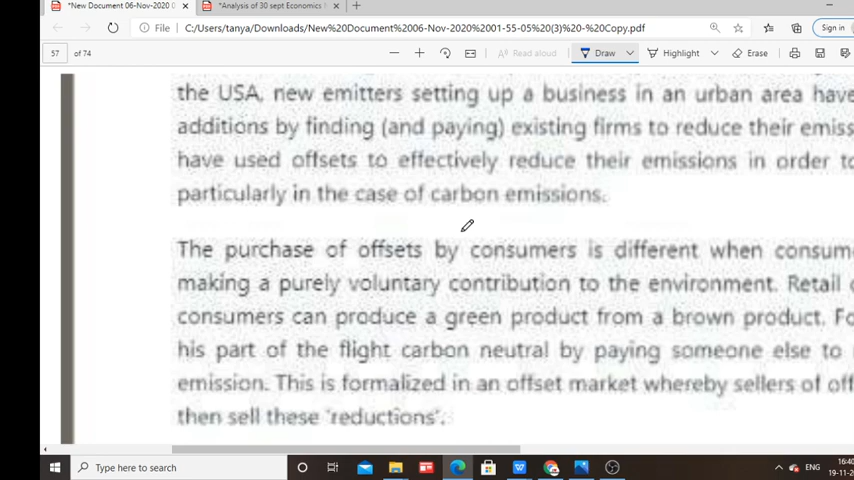 *New Document 06-Nov-2020
*Analysis of 30 sept Economics
File C:/Users/tanya/Downloads/New%20Document%2006-Nov-2020%2001-55-05%20(3)%20-%20Copy.pdf
Sign in
57 of 74
Read aloud Draw Highlight Erase
the USA, new emitters setting up a business in an urban area have
additions by finding (and paying) existing firms to reduce their emiss
have used offsets to effectively reduce their emissions in order to
particularly in the case of carbon emissions.
The purchase of offsets by consumers is different when consume
making a purely voluntary contribution to the environment. Retail
consumers can produce a green product from a brown product. Fo
his part of the flight carbon neutral by paying someone else to
emission. This is formalized in an offset market whereby sellers of off
then sell these 'reductions'.
Type here to search
ENG
16:40
19-11-2